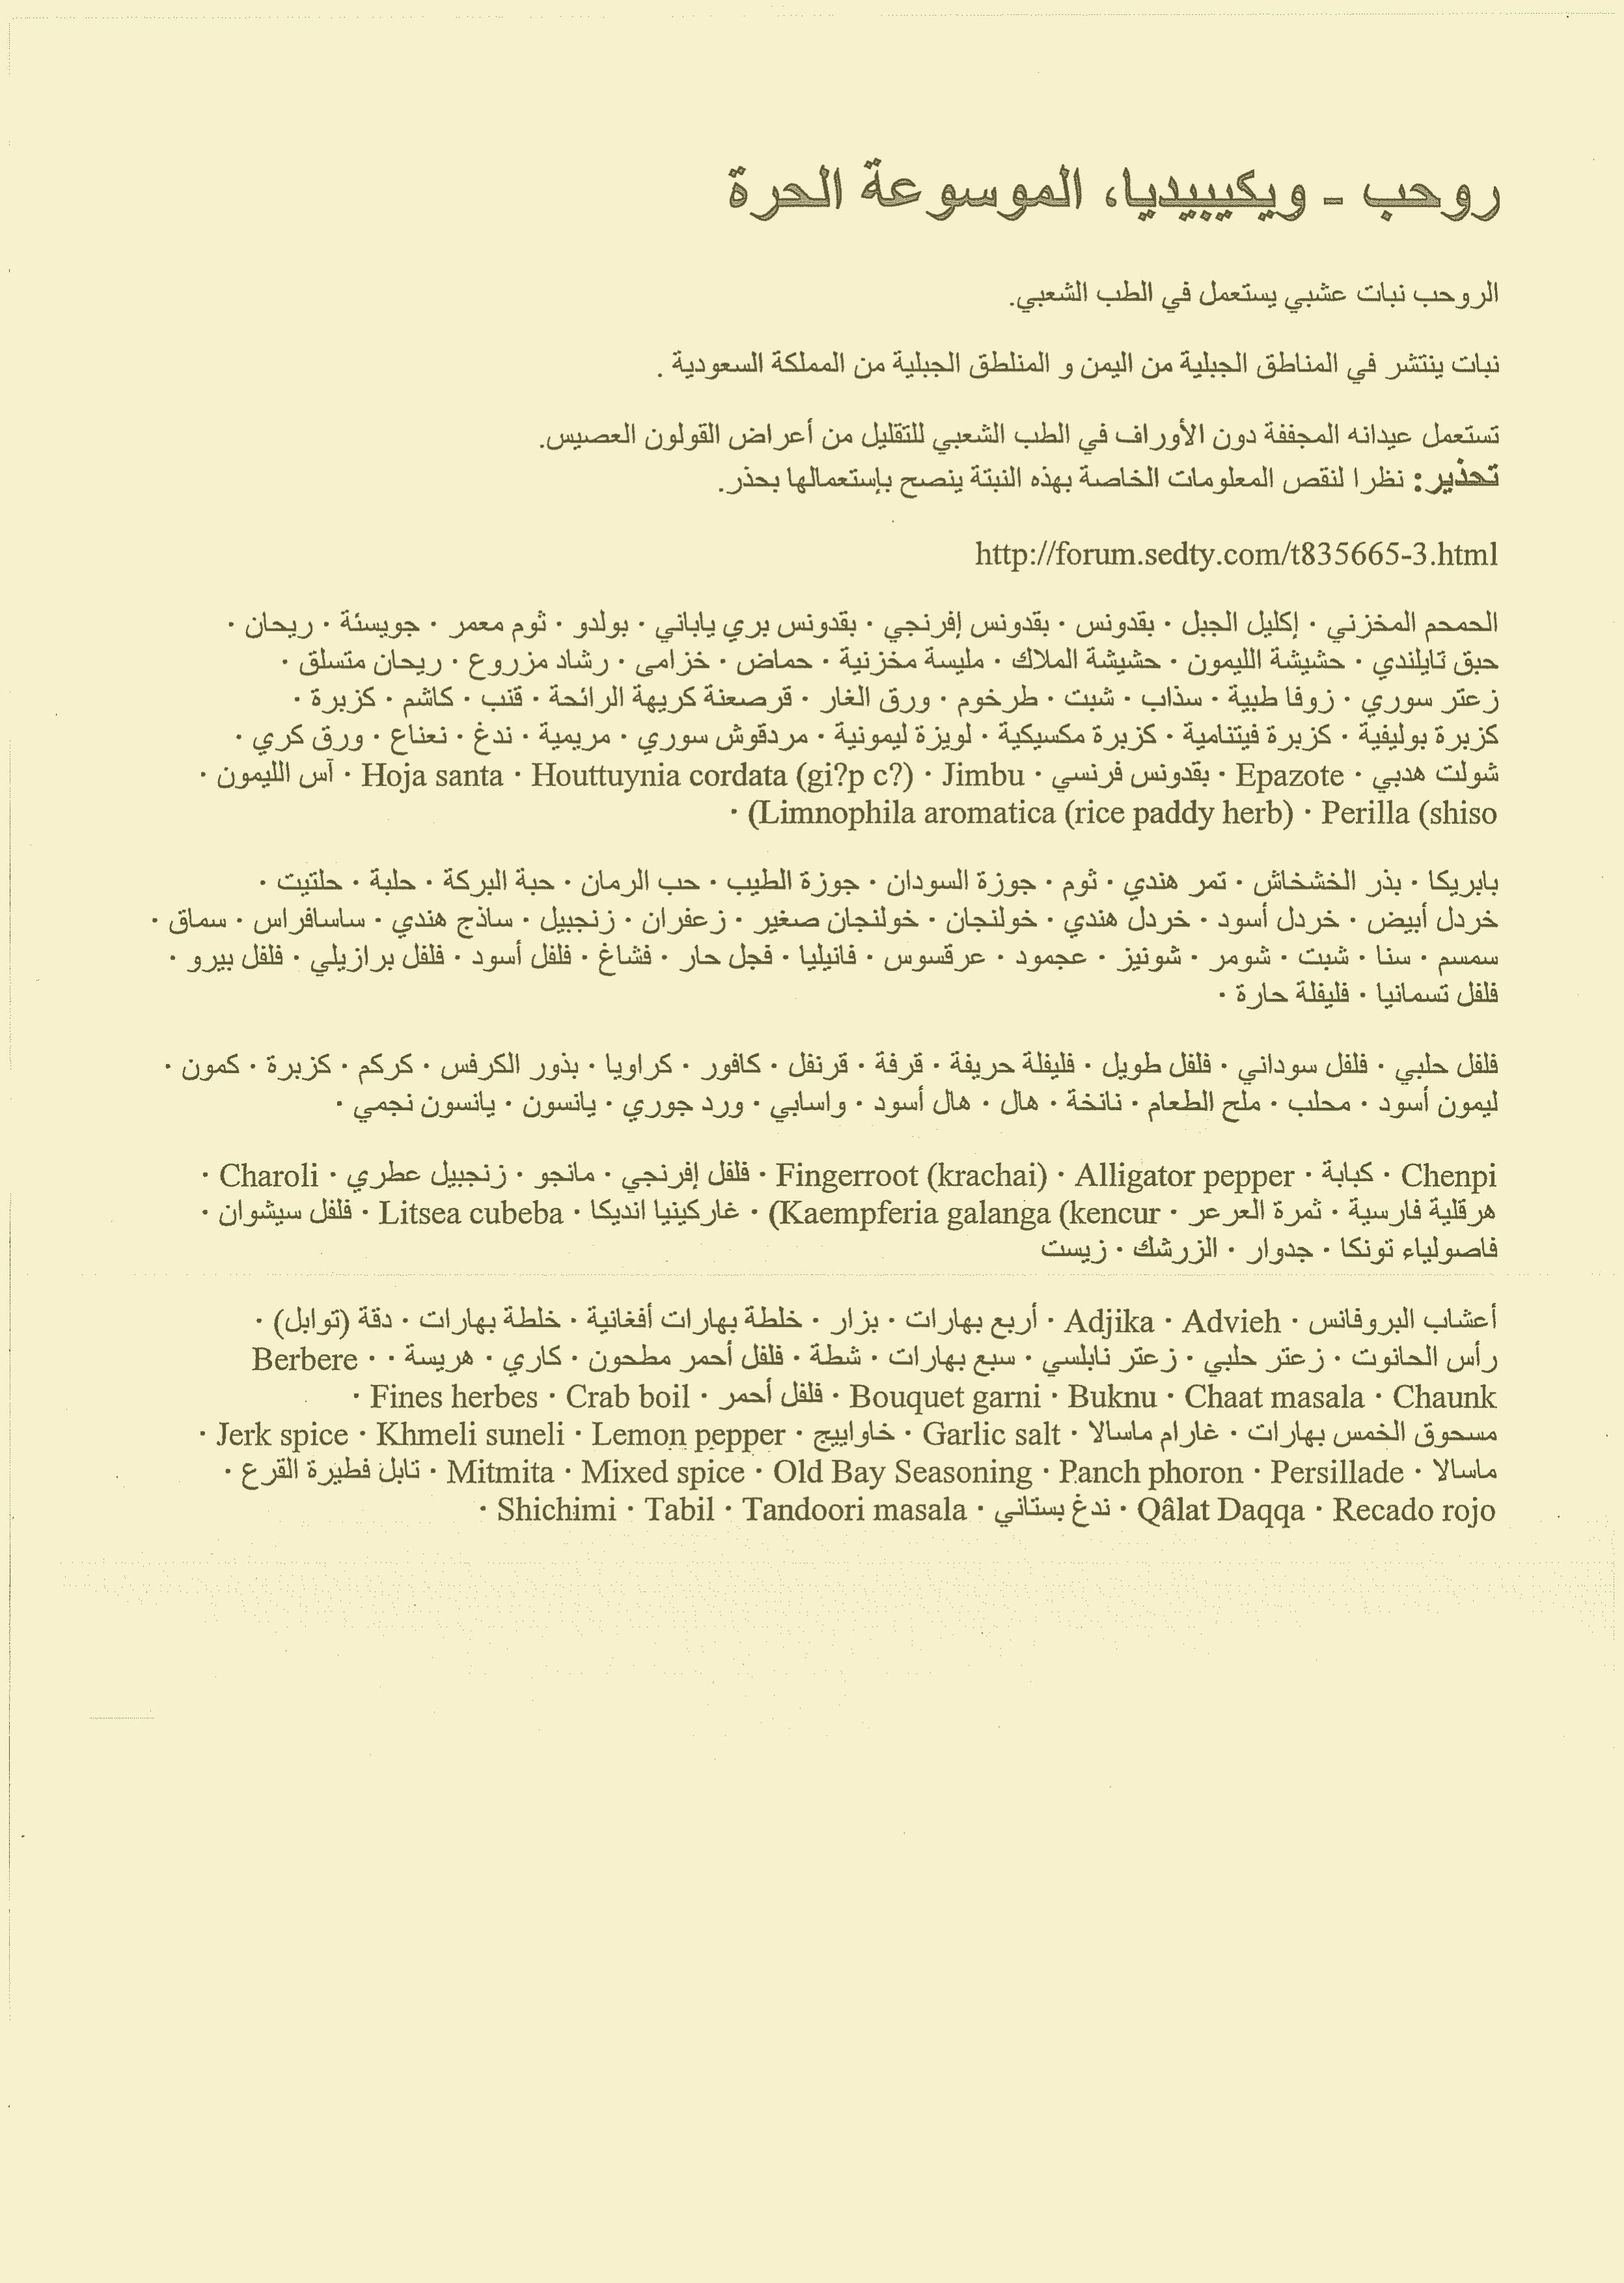 روحب - ويكيبيديا، الموسوعة الحرة
الروحب نبات عشبي يستعمل في الطب الشعبي.
نبات ينتشر في المناطق الجبلية من اليمن و المنلطق الجبلية من المملكة السعودية .
تستعمل عيدانه المجففة دون الأوراف في الطب الشعبي للتقليل من أعراض القولون العصيس.
تحذير: نظرا لنقص المعلومات الخاصة بهذه النبتة ينصح بإستعمالها بحذر.
http://forum.sedty.com/t835665-3.html
الحمحم المخزني · إكليل الجبل · بقدونس · بقدونس إفرنجي · بقدونس بري ياباني · بولدو · ثوم معمر · جويسئة · ريحان ·
حبق تايلندي · حشيشة الليمون · حشيشة الملاك · مليسة مخزنية · حماض · خزامى · رشاد مزروع · ريحان متسلق ·
زعتر سوري · زوفا طبية · سذاب · شبت · طرخوم · ورق الغار · قرصعنة كريهة الرائحة · قنب · كاشم · كزبرة ·
كزبرة بوليفية · كزبرة فيتنامية · كزبرة مكسيكية · لويزة ليمونية · مردقوش سوري · مريمية · ندغ · نعناع · ورق كري ·
شولت هدبي · Epazote · بقدونس فرنسي · Hoja santa · Houttuynia cordata (gi?p c?) · Jimbu · آس الليمون ·
· (Limnophila aromatica (rice paddy herb) · Perilla (shiso
بابريكا · بذر الخشخاش · تمر هندي · ثوم · جوزة السودان · جوزة الطيب · حب الرمان · حبة البركة · حلبة · حلتيت ·
خردل أبيض · خردل أسود · خردل هندي · خولنجان · خولنجان صغير · زعفران · زنجبيل · ساذج هندي · ساسافراس · سماق ·
سمسم · سنا · شبت · شومر · شونيز · عجمود · عرقسوس · فانيليا · فجل حار · فشاغ · فلفل أسود · فلفل برازيلي · فلفل بيرو ·
فلفل تسمانيا · فليفلة حارة ·
فلفل حلبي · فلفل سوداني · فلفل طويل · فليفلة حريفة · قرفة · قرنفل · كافور · كراويا · بذور الكرفس · كركم · كزبرة · كمون ·
ليمون أسود · محلب · ملح الطعام · نانخة · هال · هال أسود · واسابي · ورد جوري · يانسون · يانسون نجمي ·
Chenpi · كبابة · Fingerroot (krachai) · Alligator pepper · فلفل إفرنجي · مانجو · زنجبيل عطري · Charoli ·
هرقلية فارسية · ثمرة العرعر · Kaempferia galanga (kencur) · غاركينيا انديكا · Litsea cubeba · فلفل سيشوان ·
فاصولياء تونكا · جدوار · الزرشك · زيست
أعشاب البروفانس · Adjika · Advieh · أربع بهارات · بزار · خلطة بهارات أفغانية · خلطة بهارات · دقة (توابل) ·
رأس الحانوت · زعتر حلبي · زعتر نابلسي · سبع بهارات · شطة · فلفل أحمر مطحون · كاري · هريسة · · Berbere
· Fines herbes · Crab boil · فلفل أحمر · Bouquet garni · Buknu · Chaat masala · Chaunk
مسحوق الخمس بهارات · غارام ماسالا · Garlic salt · خاواييج · Jerk spice · Khmeli suneli · Lemon pepper ·
ماسالا · Mitmita · Mixed spice · Old Bay Seasoning · Panch phoron · Persillade · تابل فطيرة القرع ·
· Shichimi · Tabil · Tandoori masala · ندغ بستاني · Qâlat Daqqa · Recado rojo